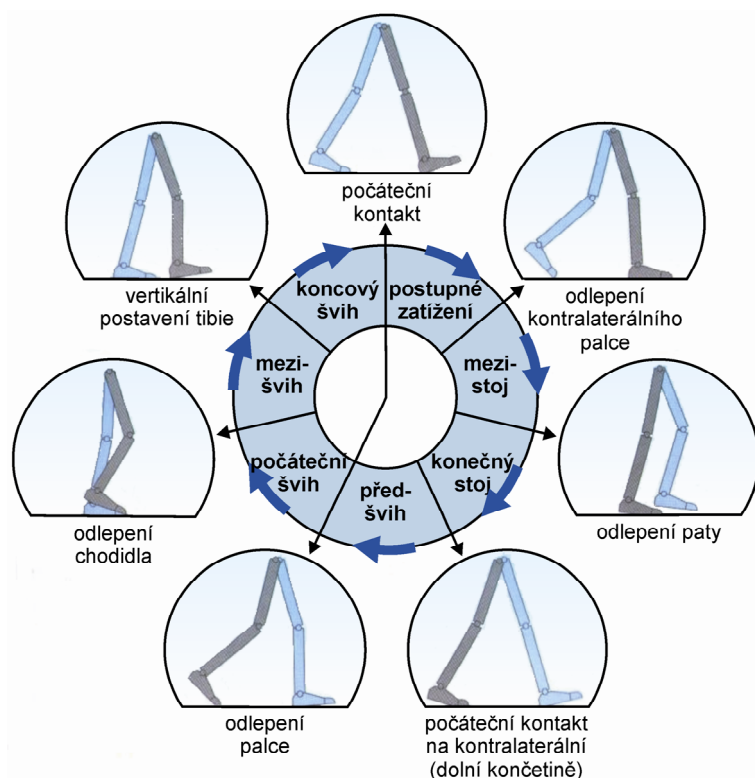 počáteční
kontakt
vertikální
postavení tibie
odlepení
kontralaterálního
palce
koncový
švih
postupné
zatížení
mezi-
švih
mezi-
stoj
počáteční
švih
před-
švih
konečný
stoj
odlepení
chodidla
odlepení paty
odlepení
palce
počáteční kontakt
na kontralaterální
(dolní končetině)